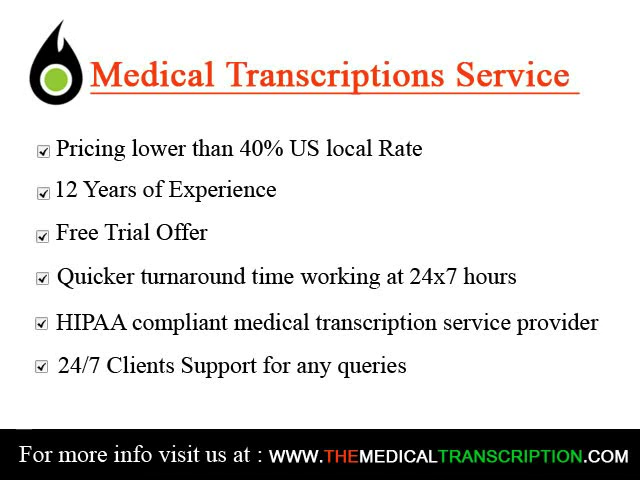 Medical Transcriptions Service
Pricing lower than 40% US local Rate
12 Years of Experience
Free Trial Offer
Quicker turnaround time working at 24x7 hours
HIPAA compliant medical transcription service provider
24/7 Clients Support for any queries
For more info visit us at : WWW.THEMEDICALTRANSCRIPTION.COM